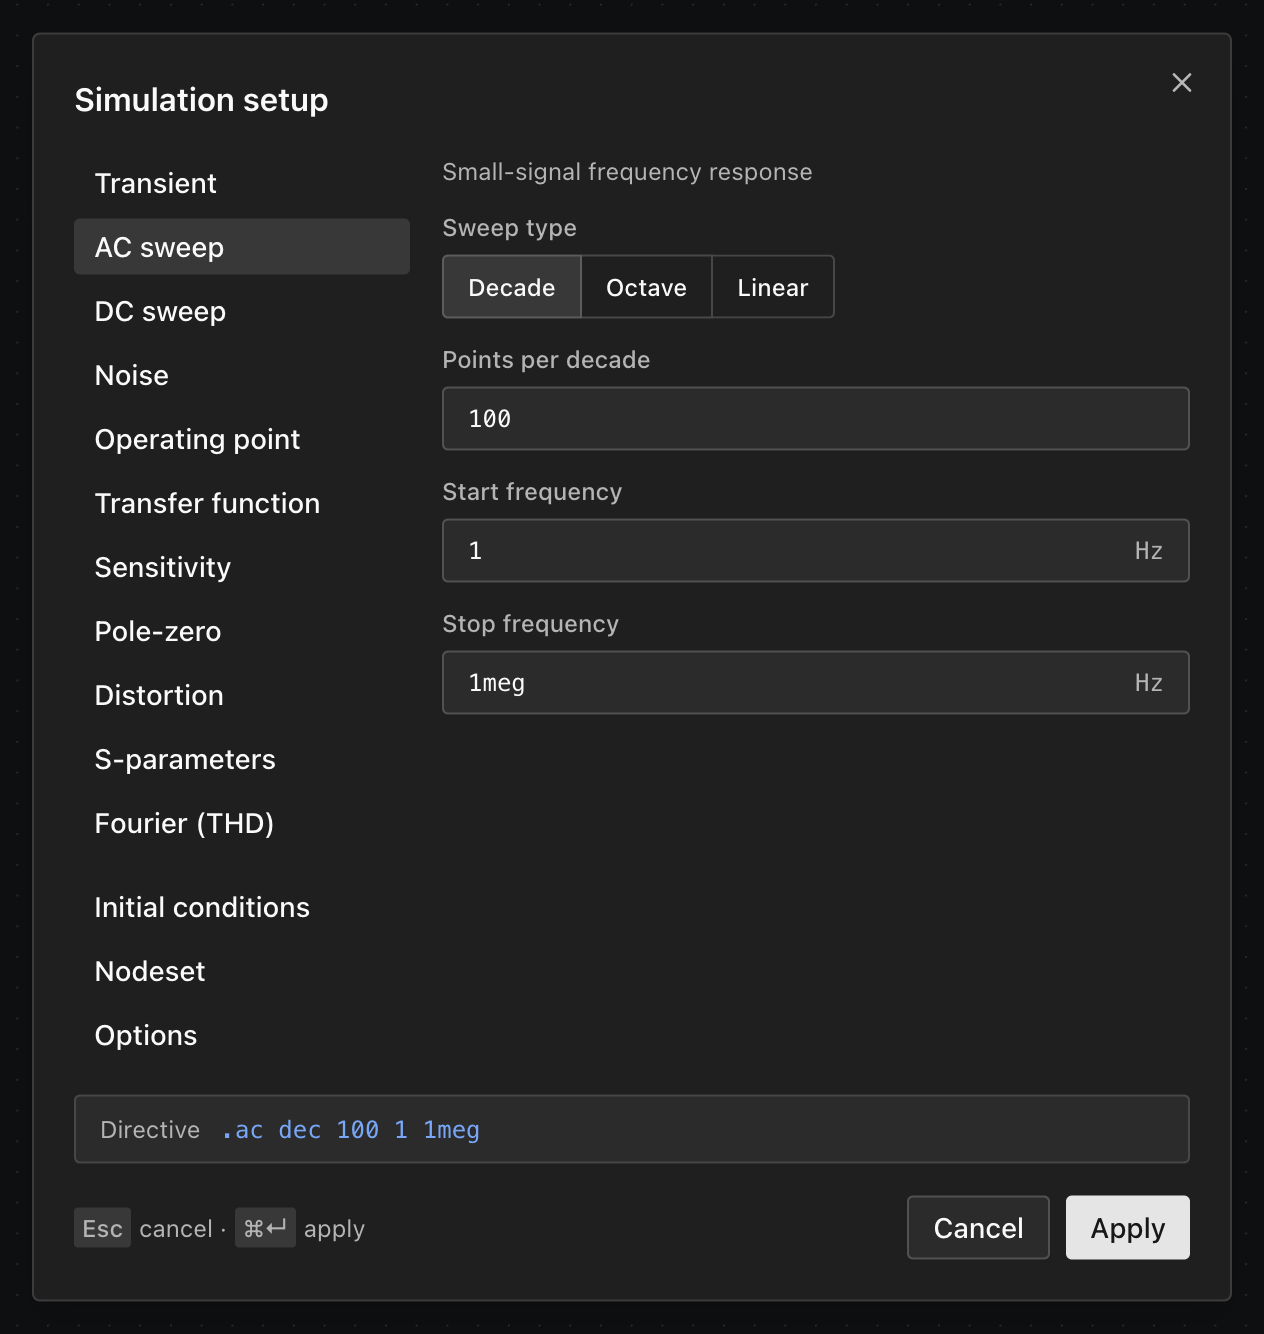 Simulation setup
Transient
AC sweep
DC sweep
Noise
Operating point
Transfer function
Sensitivity
Pole-zero
Distortion
S-parameters
Fourier (THD)
Initial conditions
Nodeset
Options
Small-signal frequency response
Sweep type
Decade Octave Linear
Points per decade
100
Start frequency
1 Hz
Stop frequency
1meg Hz
Directive .ac dec 100 1 1meg
Esc cancel · ⌘↵ apply
Cancel Apply